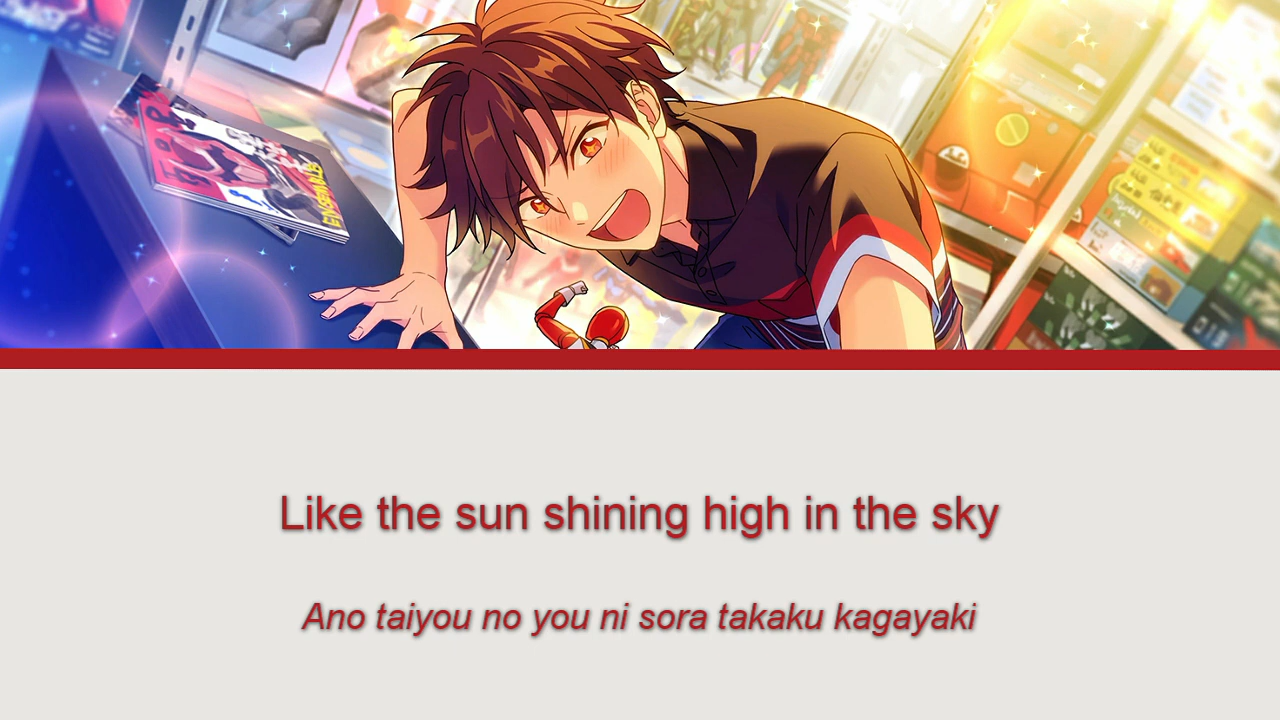 Like the sun shining high in the sky
Ano taiyou no you ni sora takaku kagayaki